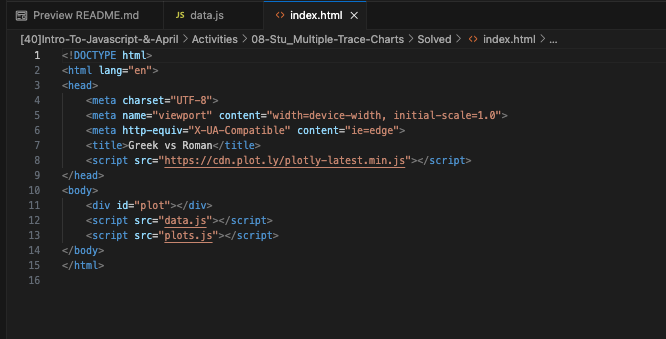 Preview README.md JS data.js <> index.html ×
[40]Intro-To-Javascript-&-April > Activities > 08-Stu_Multiple-Trace-Charts > Solved > <> index.html > ...
1 <!DOCTYPE html>
2 <html lang="en">
3 <head>
4 <meta charset="UTF-8">
5 <meta name="viewport" content="width=device-width, initial-scale=1.0">
6 <meta http-equiv="X-UA-Compatible" content="ie=edge">
7 <title>Greek vs Roman</title>
8 <script src="https://cdn.plot.ly/plotly-latest.min.js"></script>
9 </head>
10 <body>
11 <div id="plot"></div>
12 <script src="data.js"></script>
13 <script src="plots.js"></script>
14 </body>
15 </html>
16